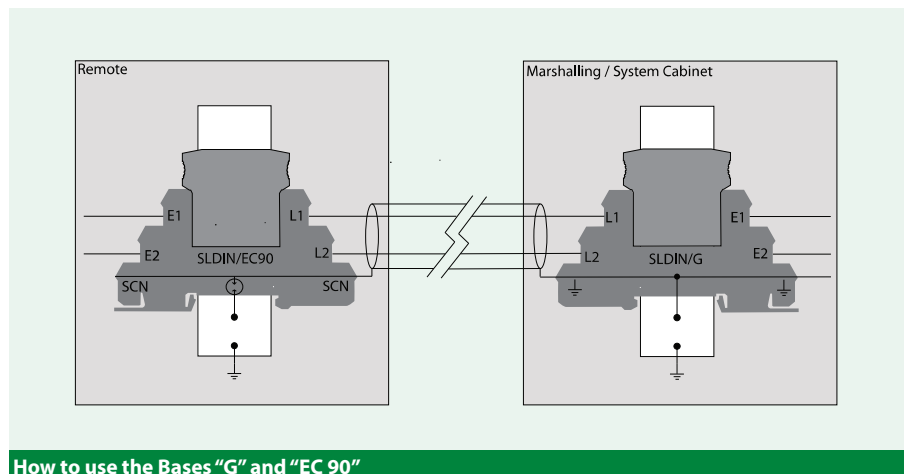 Remote
Marshalling / System Cabinet
E1
L1
L1
E1
E2
SLDIN/EC90
L2
L2
SLDIN/G
E2
SCN
SCN
How to use the Bases “G” and “EC 90”